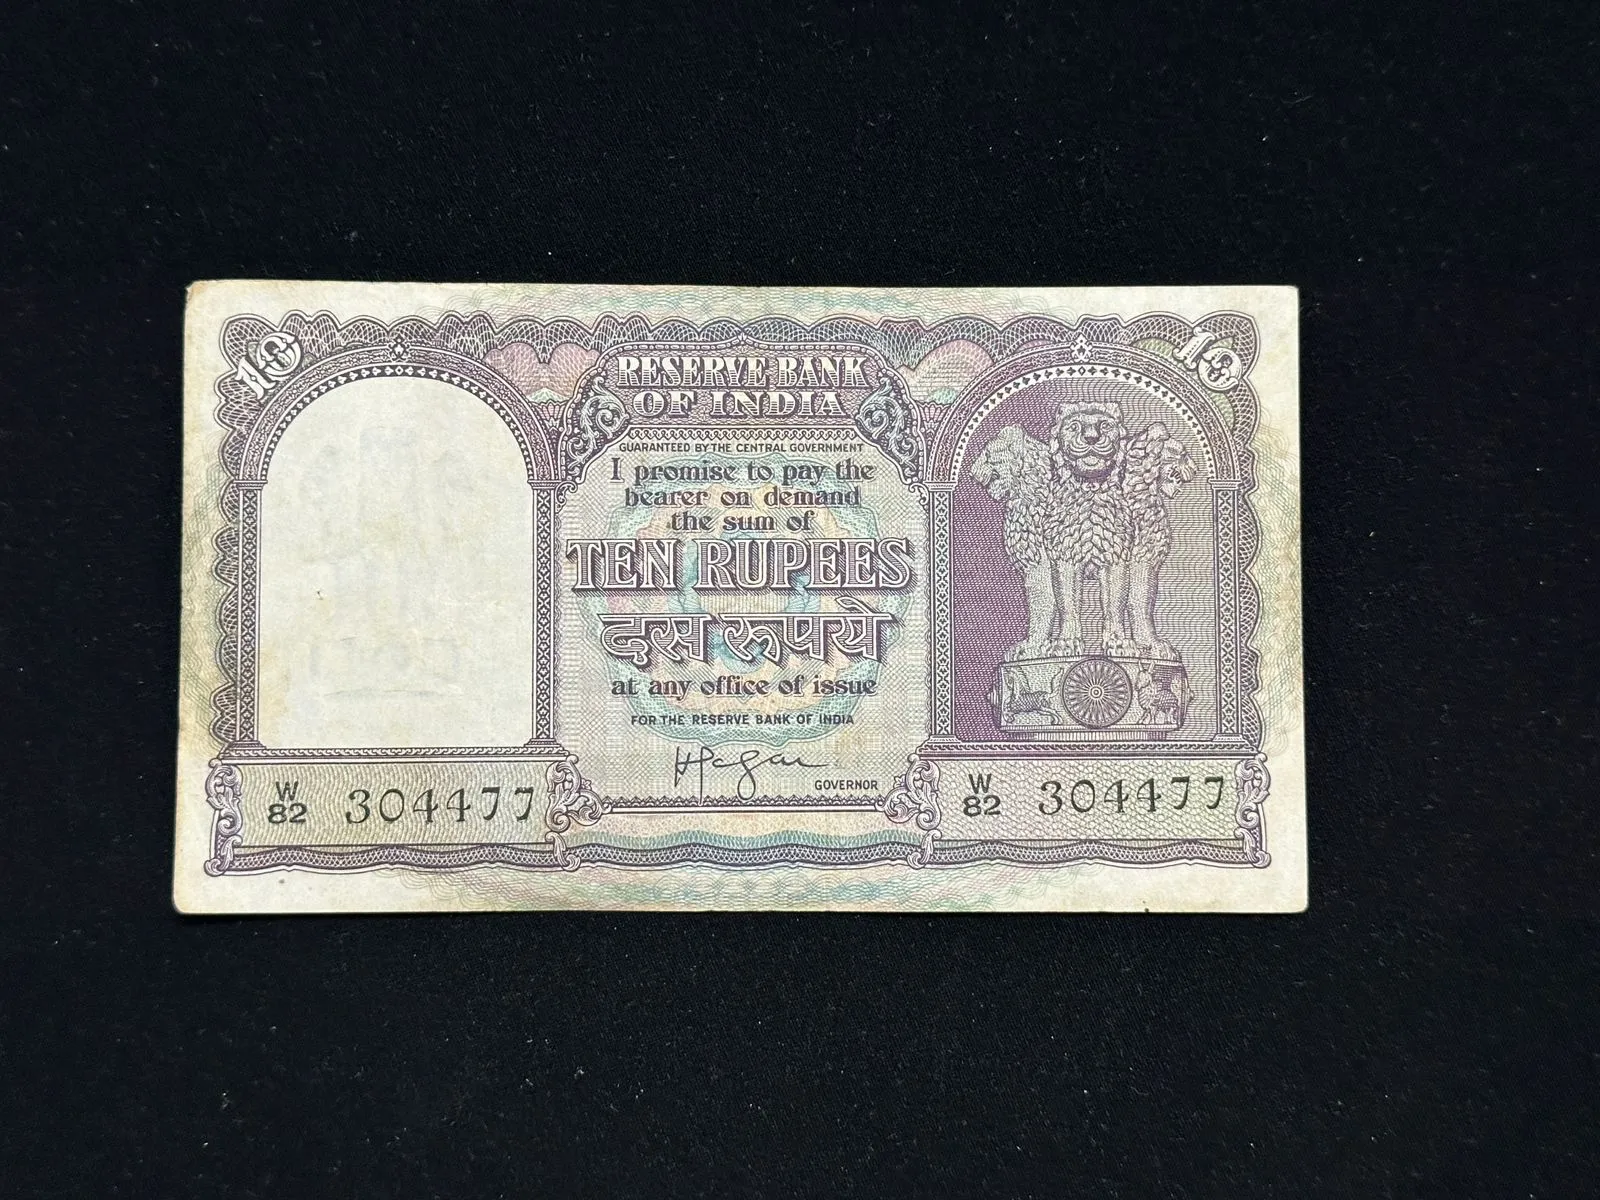 10
10
RESERVE BANK
OF INDIA
GUARANTEED BY THE CENTRAL GOVERNMENT
I promise to pay the
bearer on demand
the sum of
TEN RUPEES
दस रूपये
at any office of issue
FOR THE RESERVE BANK OF INDIA
GOVERNOR
W
82 304477
W
82 304477